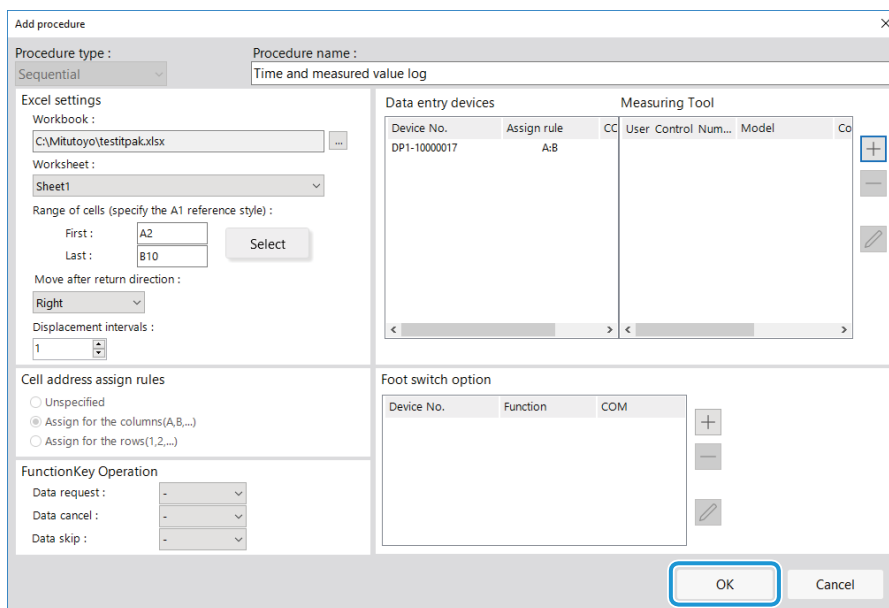 Add procedure
Procedure type :
Procedure name :
Sequential
Time and measured value log
Excel settings
Workbook :
C:\Mitutoyo\testitpak.xlsx
...
Worksheet :
Sheet1
Range of cells (specify the A1 reference style) :
First :
A2
Last :
B10
Select
Move after return direction :
Right
Displacement intervals :
1
Data entry devices
Measuring Tool
Device No. Assign rule CC
User Control Num... Model Co
DP1-10000017 A:B
Cell address assign rules
Unspecified
Assign for the columns(A,B,...)
Assign for the rows(1,2,...)
Foot switch option
Device No. Function COM
FunctionKey Operation
Data request : -
Data cancel : -
Data skip : -
OK
Cancel